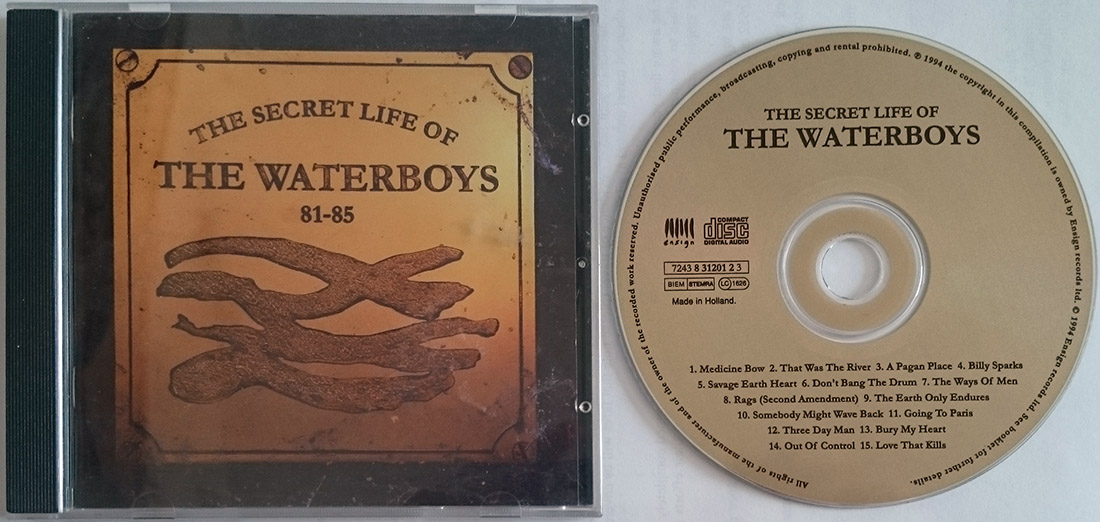 THE SECRET LIFE OF
THE WATERBOYS
81-85
THE SECRET LIFE OF
THE WATERBOYS
ensign
COMPACT
disc
DIGITAL AUDIO
7243 8 31201 2 3
BIEM STEMRA LC 1626
Made in Holland.
1. Medicine Bow 2. That Was The River 3. A Pagan Place 4. Billy Sparks
5. Savage Earth Heart 6. Don't Bang The Drum 7. The Ways Of Men
8. Rags (Second Amendment) 9. The Earth Only Endures
10. Somebody Might Wave Back 11. Going To Paris
12. Three Day Man 13. Bury My Heart
14. Out Of Control 15. Love That Kills
All rights of the manufacturer and of the owner of the recorded work reserved. Unauthorised public performance, broadcasting, copying and rental prohibited. ℗ 1994 the copyright in this compilation is owned by Ensign records ltd. © 1994 Ensign records ltd. See booklet for further details.